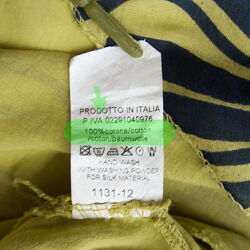 PRODOTTO IN ITALIA
P IVA 02291040976
100%cotone/cotton
/coton/baumwolle
HAND WASH
WITH WASHING POWDER
FOR SILK MATERIAL
1131-12